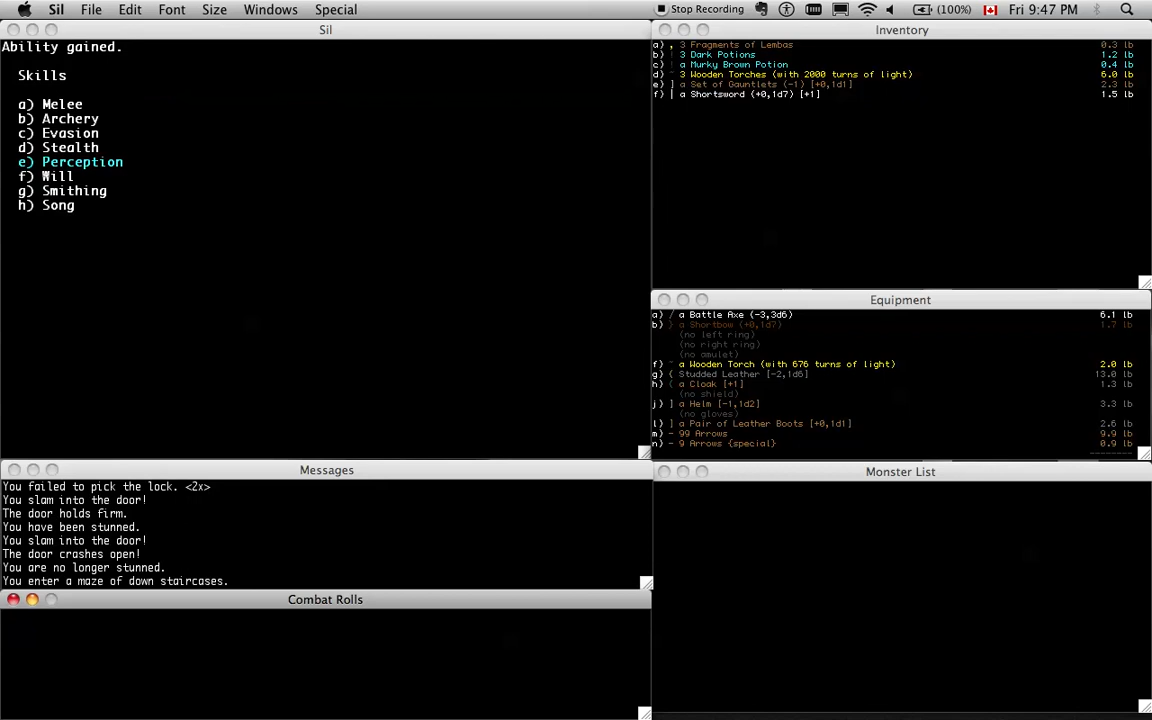 Sil File Edit Font Size Windows Special Stop Recording (100%) Fri 9:47 PM
Sil
Ability gained.
Skills
a) Melee
b) Archery
c) Evasion
d) Stealth
e) Perception
f) Will
g) Smithing
h) Song
Inventory
a) , 3 Fragments of Lembas 0.3 lb
b) ! 3 Dark Potions 1.2 lb
c) ! a Murky Brown Potion 0.4 lb
d) ~ 3 Wooden Torches (with 2000 turns of light) 6.0 lb
e) ] a Set of Gauntlets (-1) [+0,1d1] 2.3 lb
f) | a Shortsword (+0,1d7) [+1] 1.5 lb
Equipment
a) / a Battle Axe (-3,3d6) 6.1 lb
b) } a Shortbow (+0,1d7) 1.7 lb
(no left ring)
(no right ring)
(no amulet)
f) ~ a Wooden Torch (with 676 turns of light) 2.0 lb
g) ( Studded Leather [-2,1d6] 13.0 lb
h) ( a Cloak [+1] 1.3 lb
(no shield)
j) ] a Helm [-1,1d2] 3.3 lb
(no gloves)
l) ] a Pair of Leather Boots [+0,1d1] 2.6 lb
m) - 99 Arrows 9.9 lb
n) - 9 Arrows {special} 0.9 lb
Messages
You failed to pick the lock. <2x>
You slam into the door!
The door holds firm.
You have been stunned.
You slam into the door!
The door crashes open!
You are no longer stunned.
You enter a maze of down staircases.
Monster List
Combat Rolls